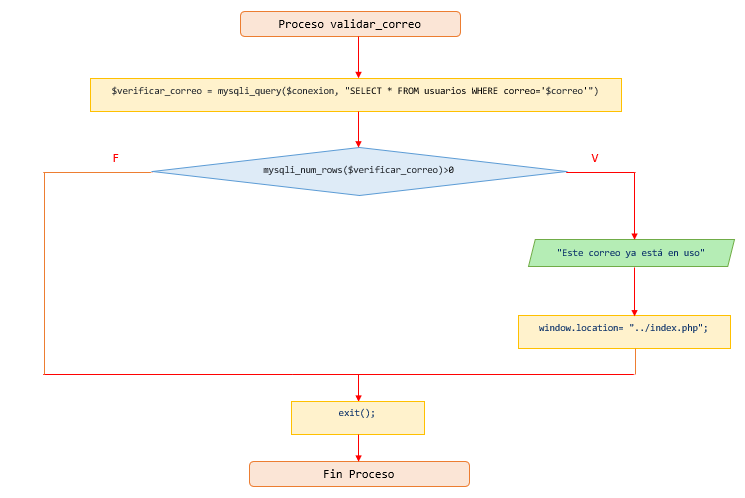 Proceso validar_correo
$verificar_correo = mysqli_query($conexion, "SELECT * FROM usuarios WHERE correo='$correo'")
F
V
mysqli_num_rows($verificar_correo)>0
"Este correo ya está en uso"
window.location= "../index.php";
exit();
Fin Proceso